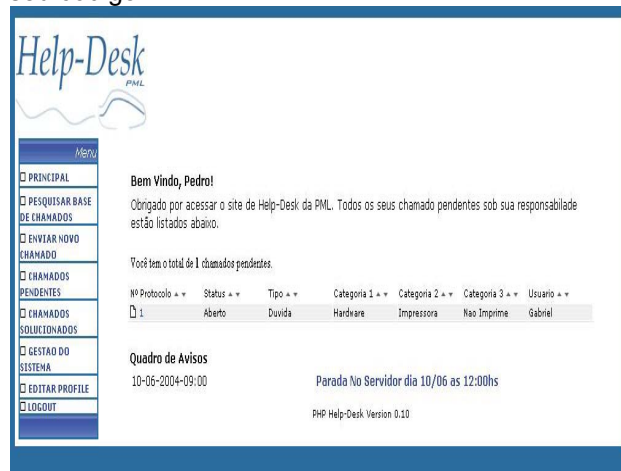 Help-Desk
PML
Menu
PRINCIPAL
PESQUISAR BASE
DE CHAMADOS
ENVIAR NOVO
CHAMADO
CHAMADOS
PENDENTES
CHAMADOS
SOLUCIONADOS
GESTAO DO
SISTEMA
EDITAR PROFILE
LOGOUT
Bem Vindo, Pedro!
Obrigado por acessar o site de Help-Desk da PML. Todos os seus chamado pendentes sob sua responsabilade
estão listados abaixo.
Você tem o total de 1 chamados pendentes.
Nº Protocolo Status Tipo Categoria 1 Categoria 2 Categoria 3 Usuario
1 Aberto Duvida Hardware Impressora Nao Imprime Gabriel
Quadro de Avisos
10-06-2004-09:00 Parada No Servidor dia 10/06 as 12:00hs
PHP Help-Desk Version 0.10